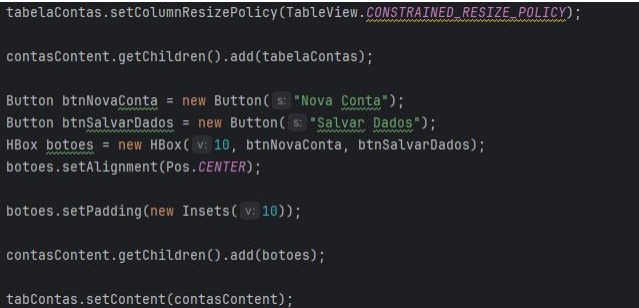 tabelaContas.setColumnResizePolicy(TableView.CONSTRAINED_RESIZE_POLICY);
contasContent.getChildren().add(tabelaContas);
Button btnNovaConta = new Button( s: "Nova Conta");
Button btnSalvarDados = new Button( s: "Salvar Dados");
HBox botoes = new HBox( v: 10, btnNovaConta, btnSalvarDados);
botoes.setAlignment(Pos.CENTER);
botoes.setPadding(new Insets( v: 10));
contasContent.getChildren().add(botoes);
tabContas.setContent(contasContent);